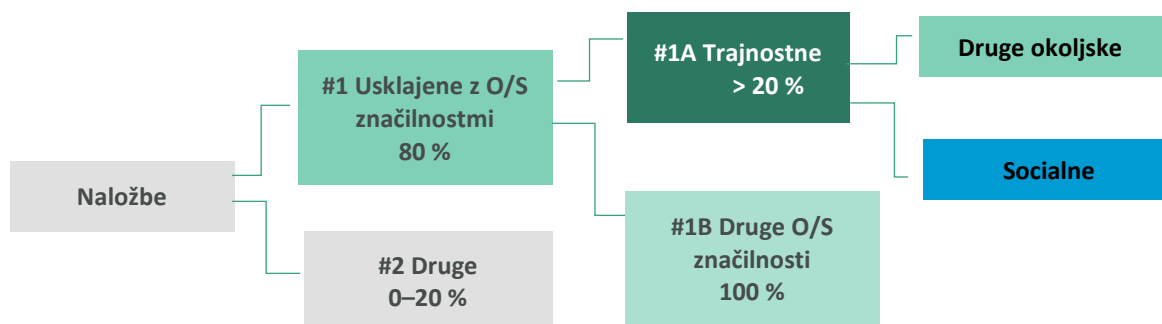 Naložbe
#1 Usklajene z O/S
značilnostmi
80 %
#2 Druge
0–20 %
#1A Trajnostne
> 20 %
#1B Druge O/S
značilnosti
100 %
Druge okoljske
Socialne